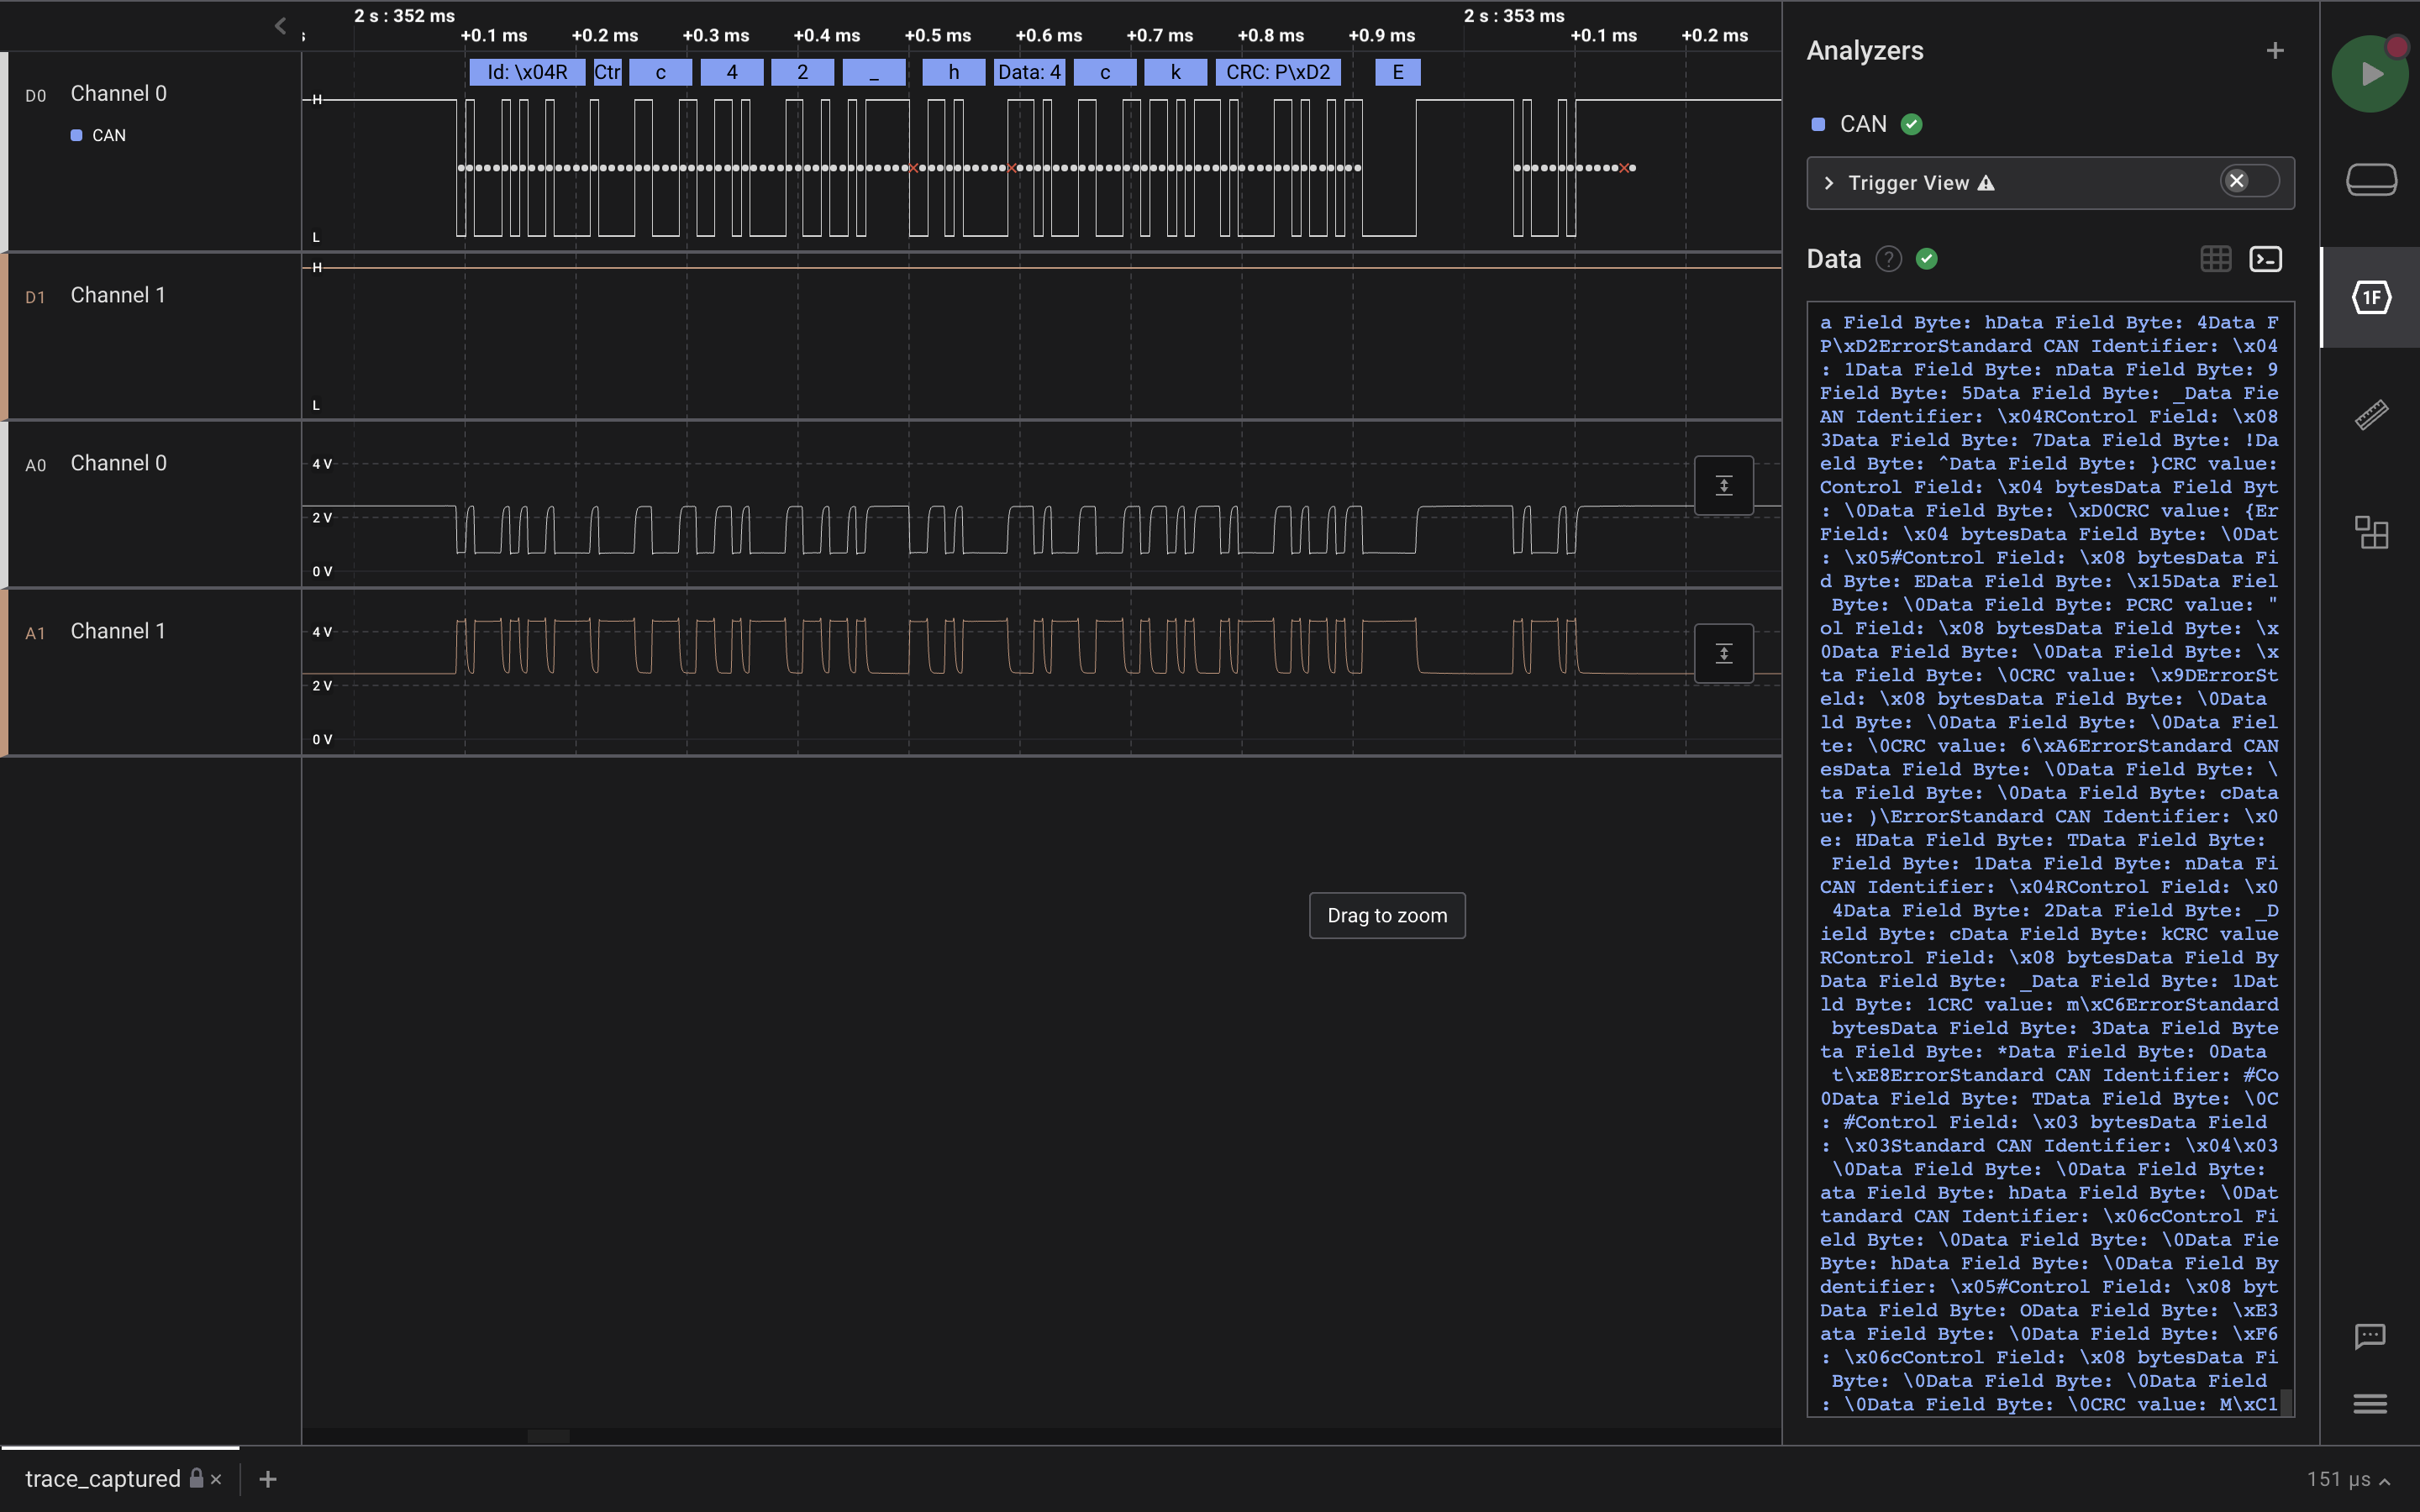 2 s : 352 ms
2 s : 353 ms
s
+0.1 ms
+0.2 ms
+0.3 ms
+0.4 ms
+0.5 ms
+0.6 ms
+0.7 ms
+0.8 ms
+0.9 ms
+0.1 ms
+0.2 ms
D0 Channel 0
CAN
Id: \x04R
Ctr
c
4
2
_
h
Data: 4
c
k
CRC: P\xD2
E
H
L
D1 Channel 1
H
L
A0 Channel 0
4 V
2 V
0 V
A1 Channel 1
4 V
2 V
0 V
Drag to zoom
Analyzers
CAN
Trigger View
Data ?
a Field Byte: hData Field Byte: 4Data F
P\xD2ErrorStandard CAN Identifier: \x04
: 1Data Field Byte: nData Field Byte: 9
Field Byte: 5Data Field Byte: _Data Fie
AN Identifier: \x04RControl Field: \x08
3Data Field Byte: 7Data Field Byte: !Da
eld Byte: ^Data Field Byte: }CRC value:
Control Field: \x04 bytesData Field Byt
: \0Data Field Byte: \xD0CRC value: {Er
Field: \x04 bytesData Field Byte: \0Dat
: \x05#Control Field: \x08 bytesData Fi
d Byte: EData Field Byte: \x15Data Fiel
Byte: \0Data Field Byte: PCRC value: "
ol Field: \x08 bytesData Field Byte: \x
0Data Field Byte: \0Data Field Byte: \x
ta Field Byte: \0CRC value: \x9DErrorSt
eld: \x08 bytesData Field Byte: \0Data
ld Byte: \0Data Field Byte: \0Data Fiel
te: \0CRC value: 6\xA6ErrorStandard CAN
esData Field Byte: \0Data Field Byte: \
ta Field Byte: \0Data Field Byte: cData
ue: )\ErrorStandard CAN Identifier: \x0
e: HData Field Byte: TData Field Byte:
Field Byte: 1Data Field Byte: nData Fi
CAN Identifier: \x04RControl Field: \x0
4Data Field Byte: 2Data Field Byte: _D
ield Byte: cData Field Byte: kCRC value
RControl Field: \x08 bytesData Field By
Data Field Byte: _Data Field Byte: 1Dat
ld Byte: 1CRC value: m\xC6ErrorStandard
bytesData Field Byte: 3Data Field Byte
ta Field Byte: *Data Field Byte: 0Data
t\xE8ErrorStandard CAN Identifier: #Co
0Data Field Byte: TData Field Byte: \0C
: #Control Field: \x03 bytesData Field
: \x03Standard CAN Identifier: \x04\x03
\0Data Field Byte: \0Data Field Byte:
ata Field Byte: hData Field Byte: \0Dat
tandard CAN Identifier: \x06cControl Fi
eld Byte: \0Data Field Byte: \0Data Fie
Byte: hData Field Byte: \0Data Field By
dentifier: \x05#Control Field: \x08 byt
Data Field Byte: OData Field Byte: \xE3
ata Field Byte: \0Data Field Byte: \xF6
: \x06cControl Field: \x08 bytesData Fi
Byte: \0Data Field Byte: \0Data Field
: \0Data Field Byte: \0CRC value: M\xC1
1F
trace_captured
151 µs